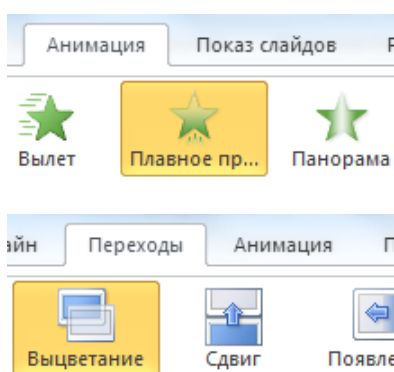 Анимация Показ слайдов
Вылет Плавное пр... Панорама
Переходы Анимация
Выцветание Сдвиг